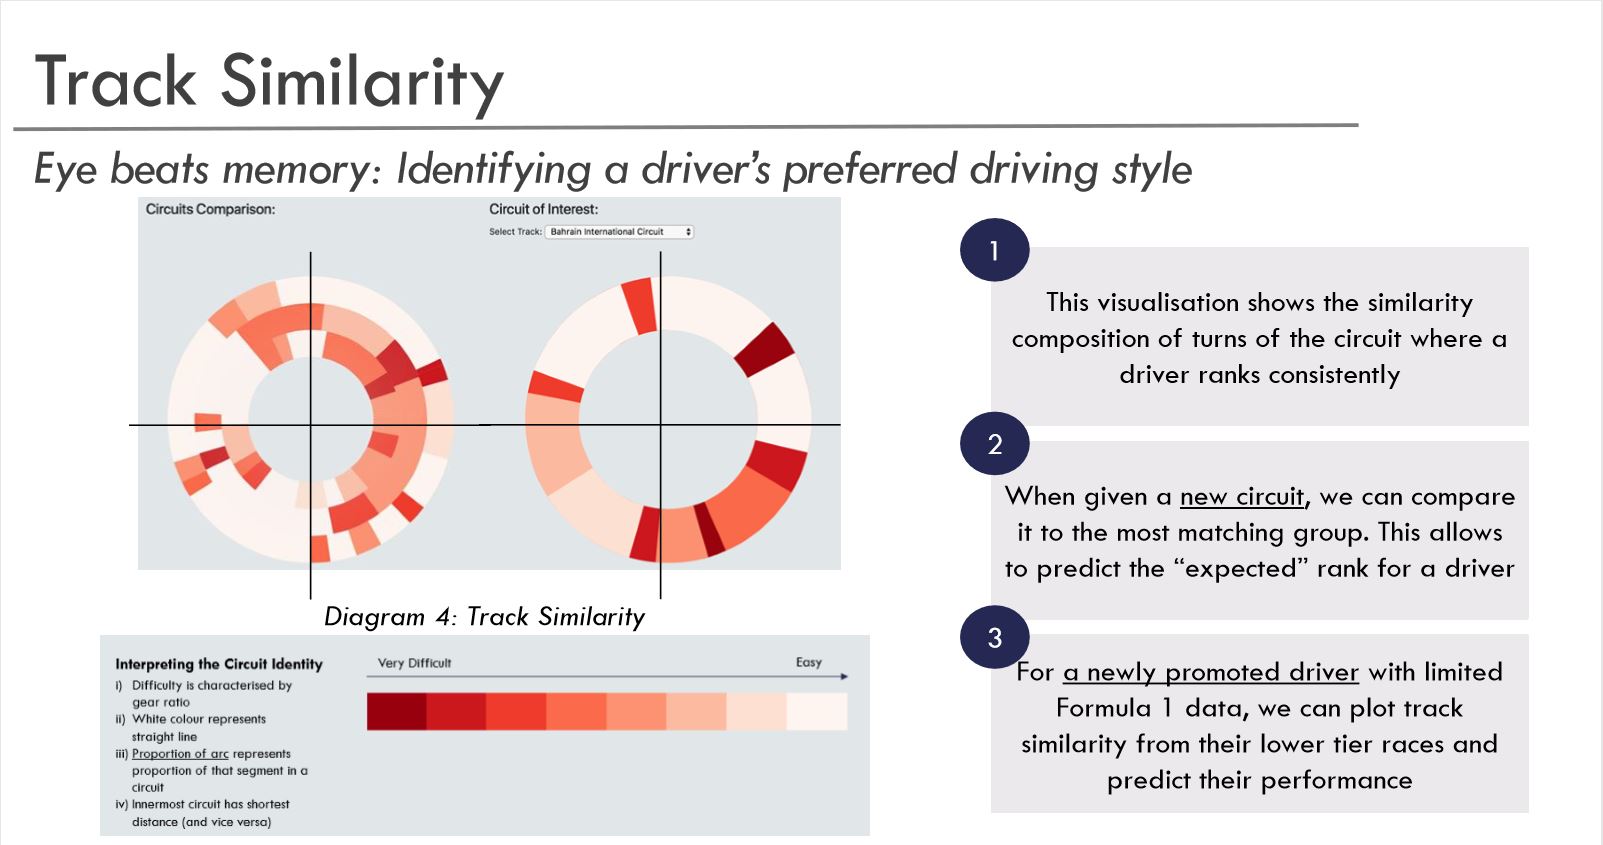 Track Similarity
Eye beats memory: Identifying a driver's preferred driving style
Circuits Comparison:
Circuit of Interest:
Select Track: Bahrain International Circuit
Diagram 4: Track Similarity
Interpreting the Circuit Identity
i) Difficulty is characterised by
gear ratio
ii) White colour represents
straight line
iii) Proportion of arc represents
proportion of that segment in a
circuit
iv) Innermost circuit has shortest
distance (and vice versa)
Very Difficult
Easy
1
This visualisation shows the similarity
composition of turns of the circuit where a
driver ranks consistently
2
When given a new circuit, we can compare
it to the most matching group. This allows
to predict the “expected” rank for a driver
3
For a newly promoted driver with limited
Formula 1 data, we can plot track
similarity from their lower tier races and
predict their performance